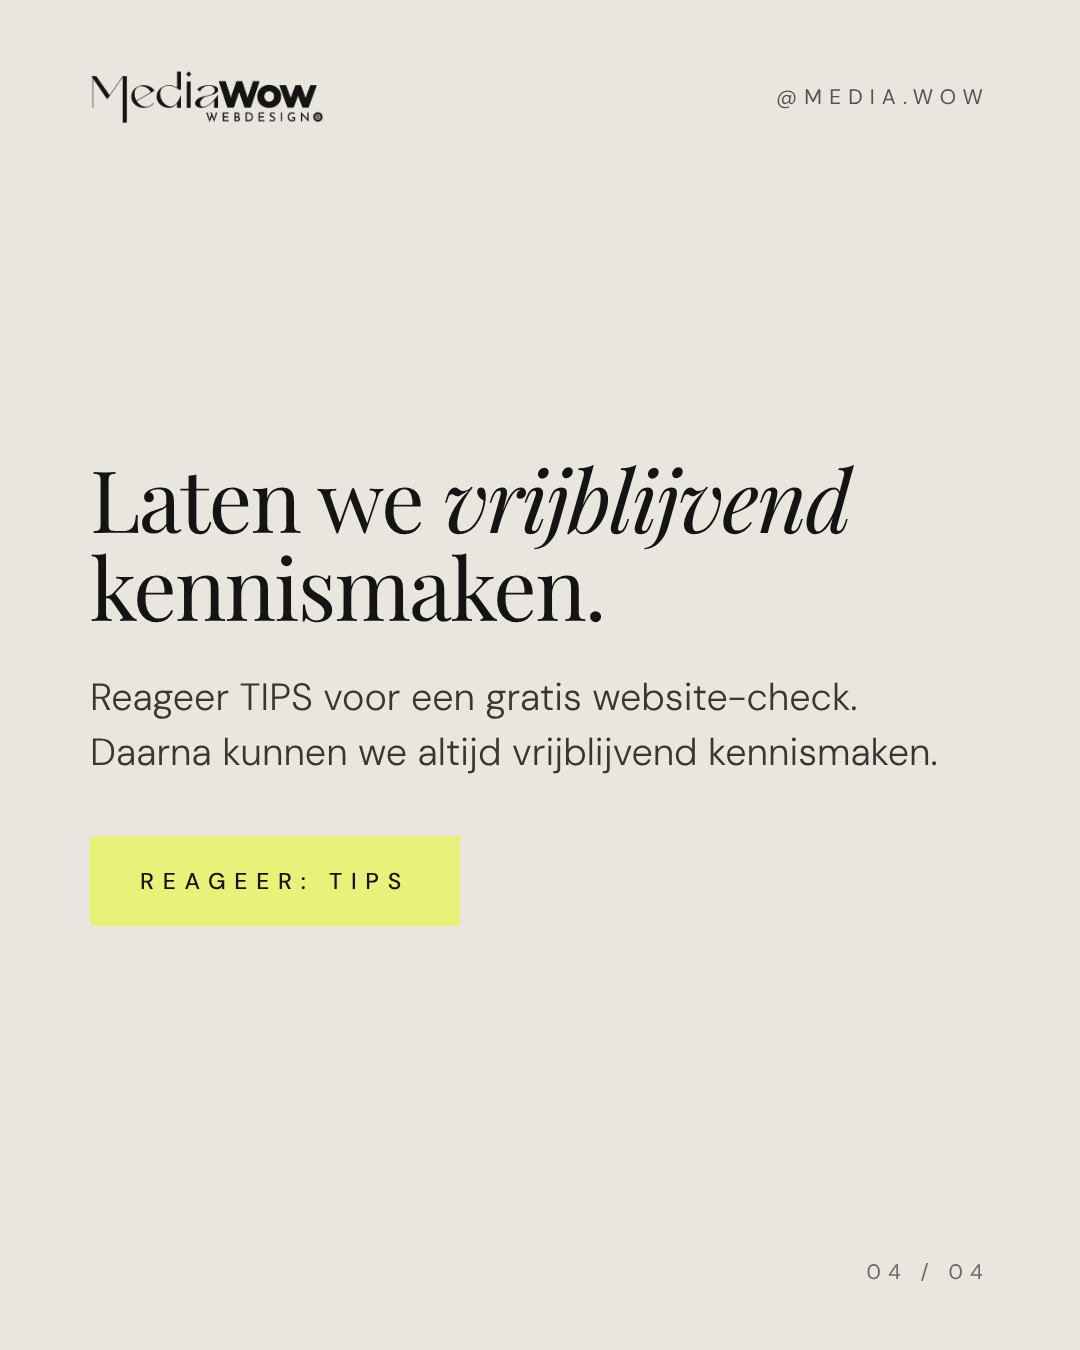 MediaWow
WEBDESIGN
@MEDIA.WOW
Laten we vrijblijvend
kennismaken.
Reageer TIPS voor een gratis website-check.
Daarna kunnen we altijd vrijblijvend kennismaken.
REAGEER: TIPS
04 / 04